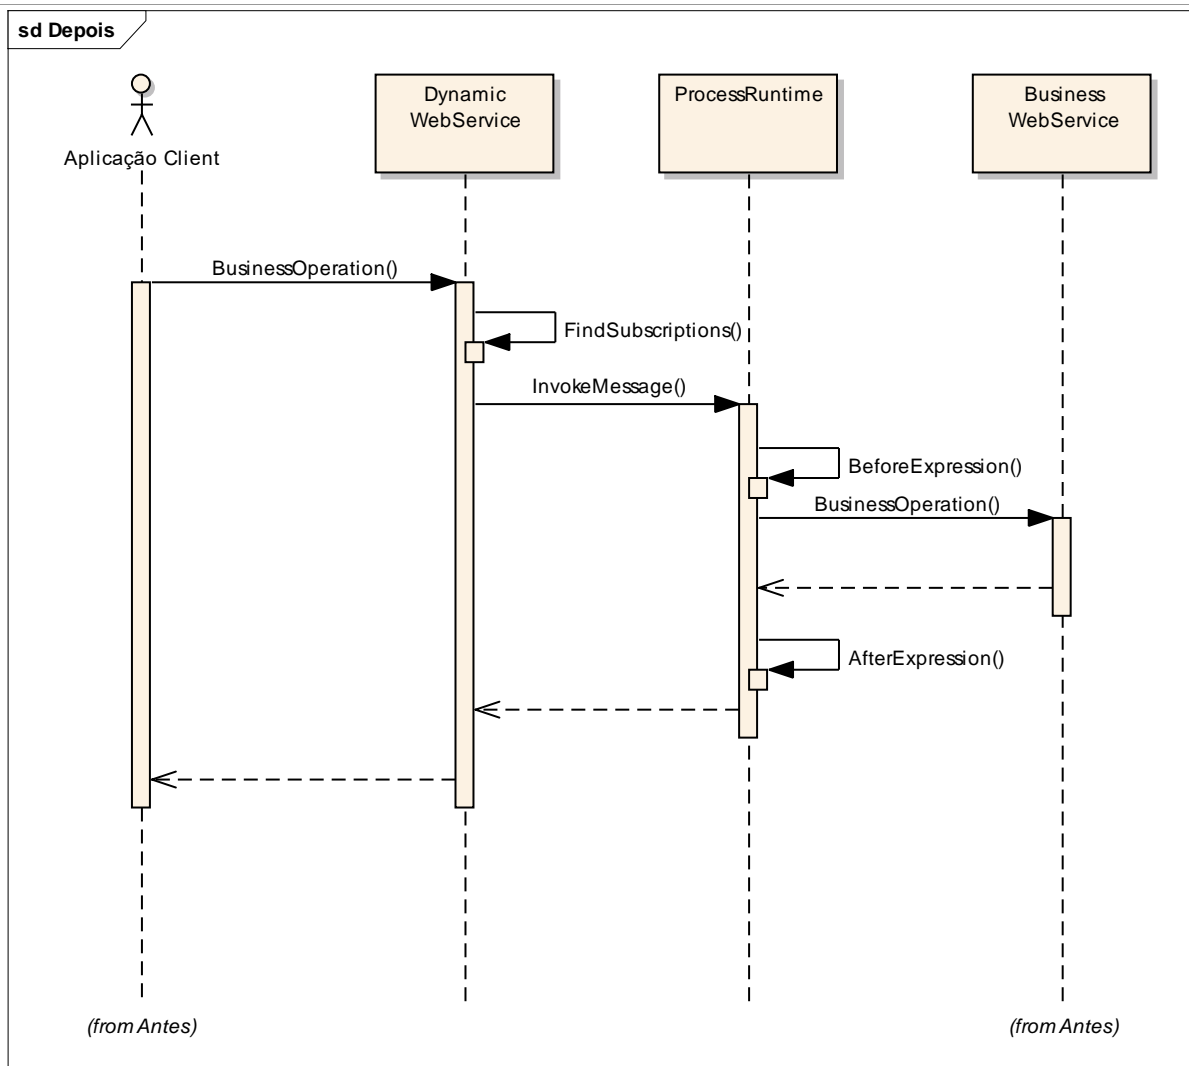 sd Depois
Aplicação Client
Dynamic
WebService
ProcessRuntime
Business
WebService
BusinessOperation()
FindSubscriptions()
InvokeMessage()
BeforeExpression()
BusinessOperation()
AfterExpression()
(from Antes)
(from Antes)